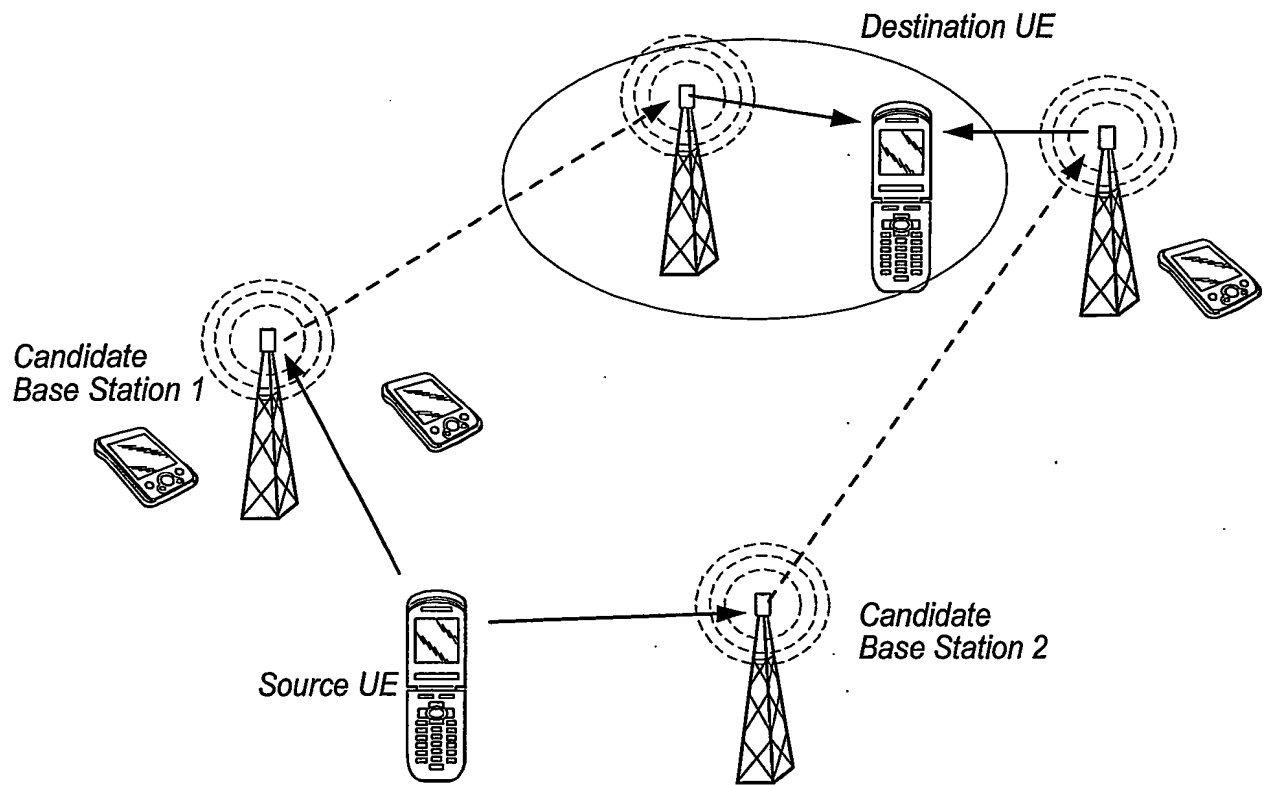 Destination UE
Candidate
Base Station 1
Candidate
Base Station 2
Source UE